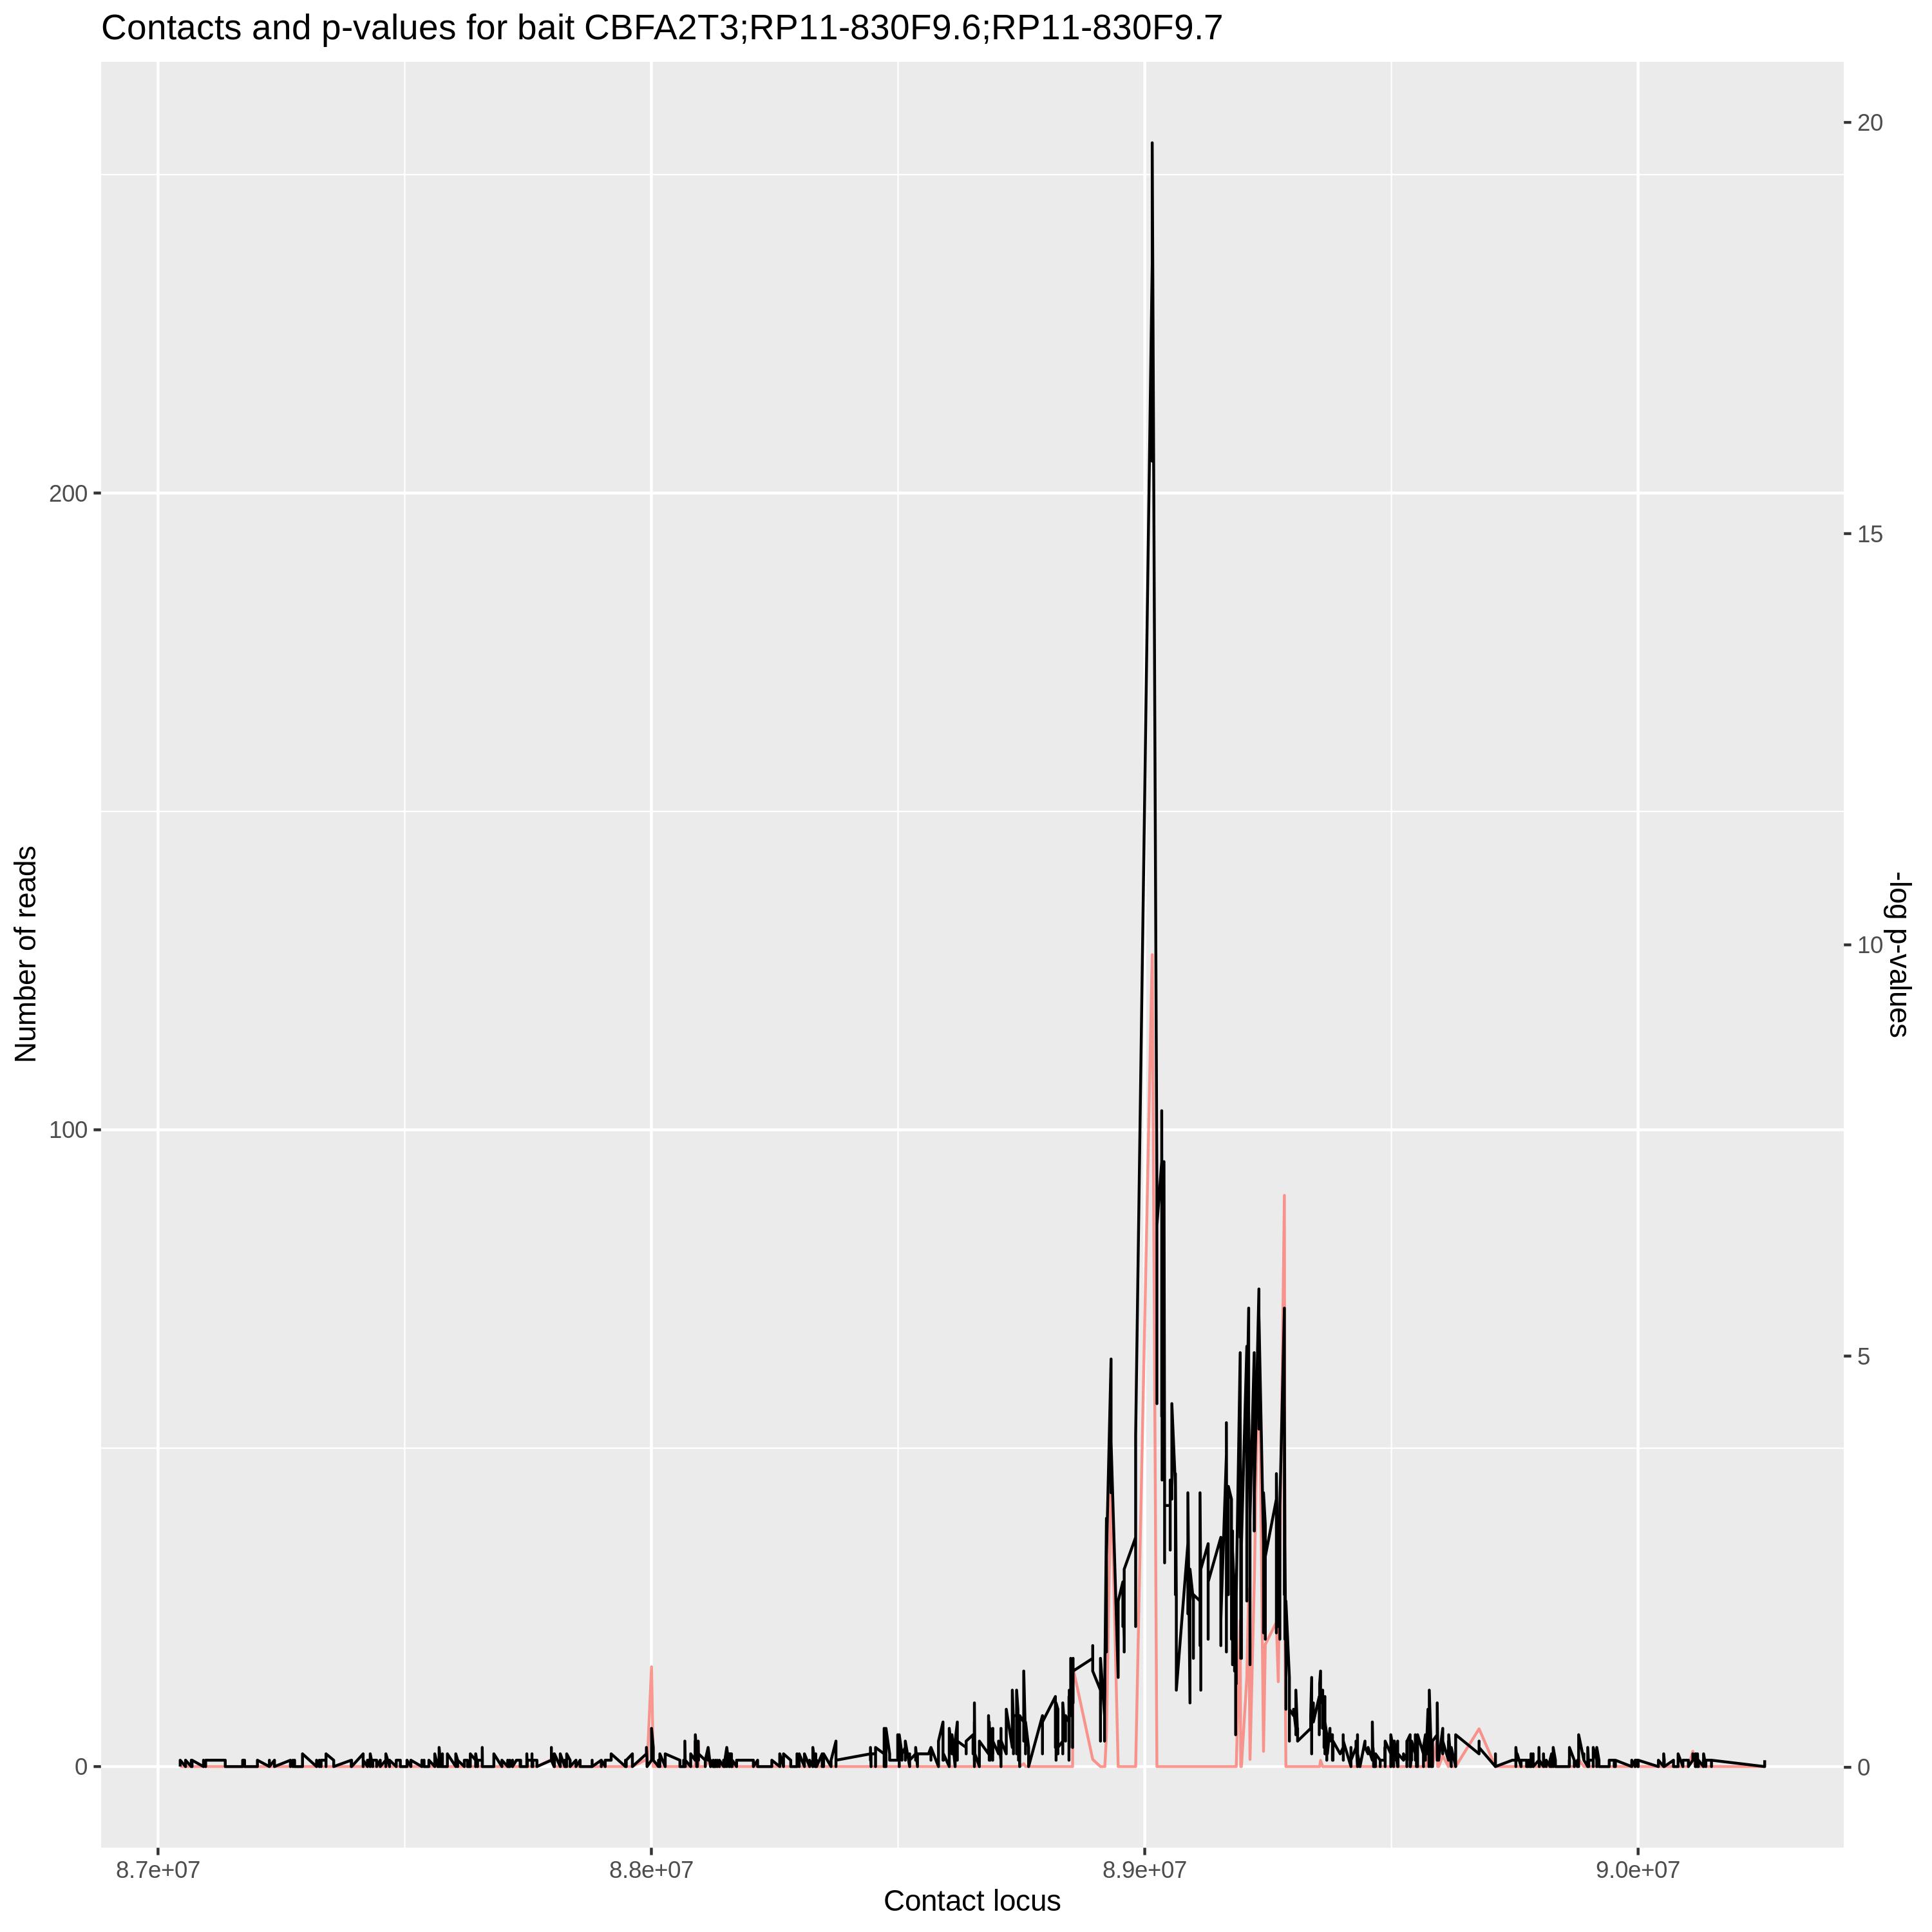 Contacts and p-values for bait CBFA2T3;RP11-830F9.6;RP11-830F9.7
Number of reads
200
100
0
20
15
10
5
0
-log p-values
8.7e+07
8.8e+07
8.9e+07
9.0e+07
Contact locus